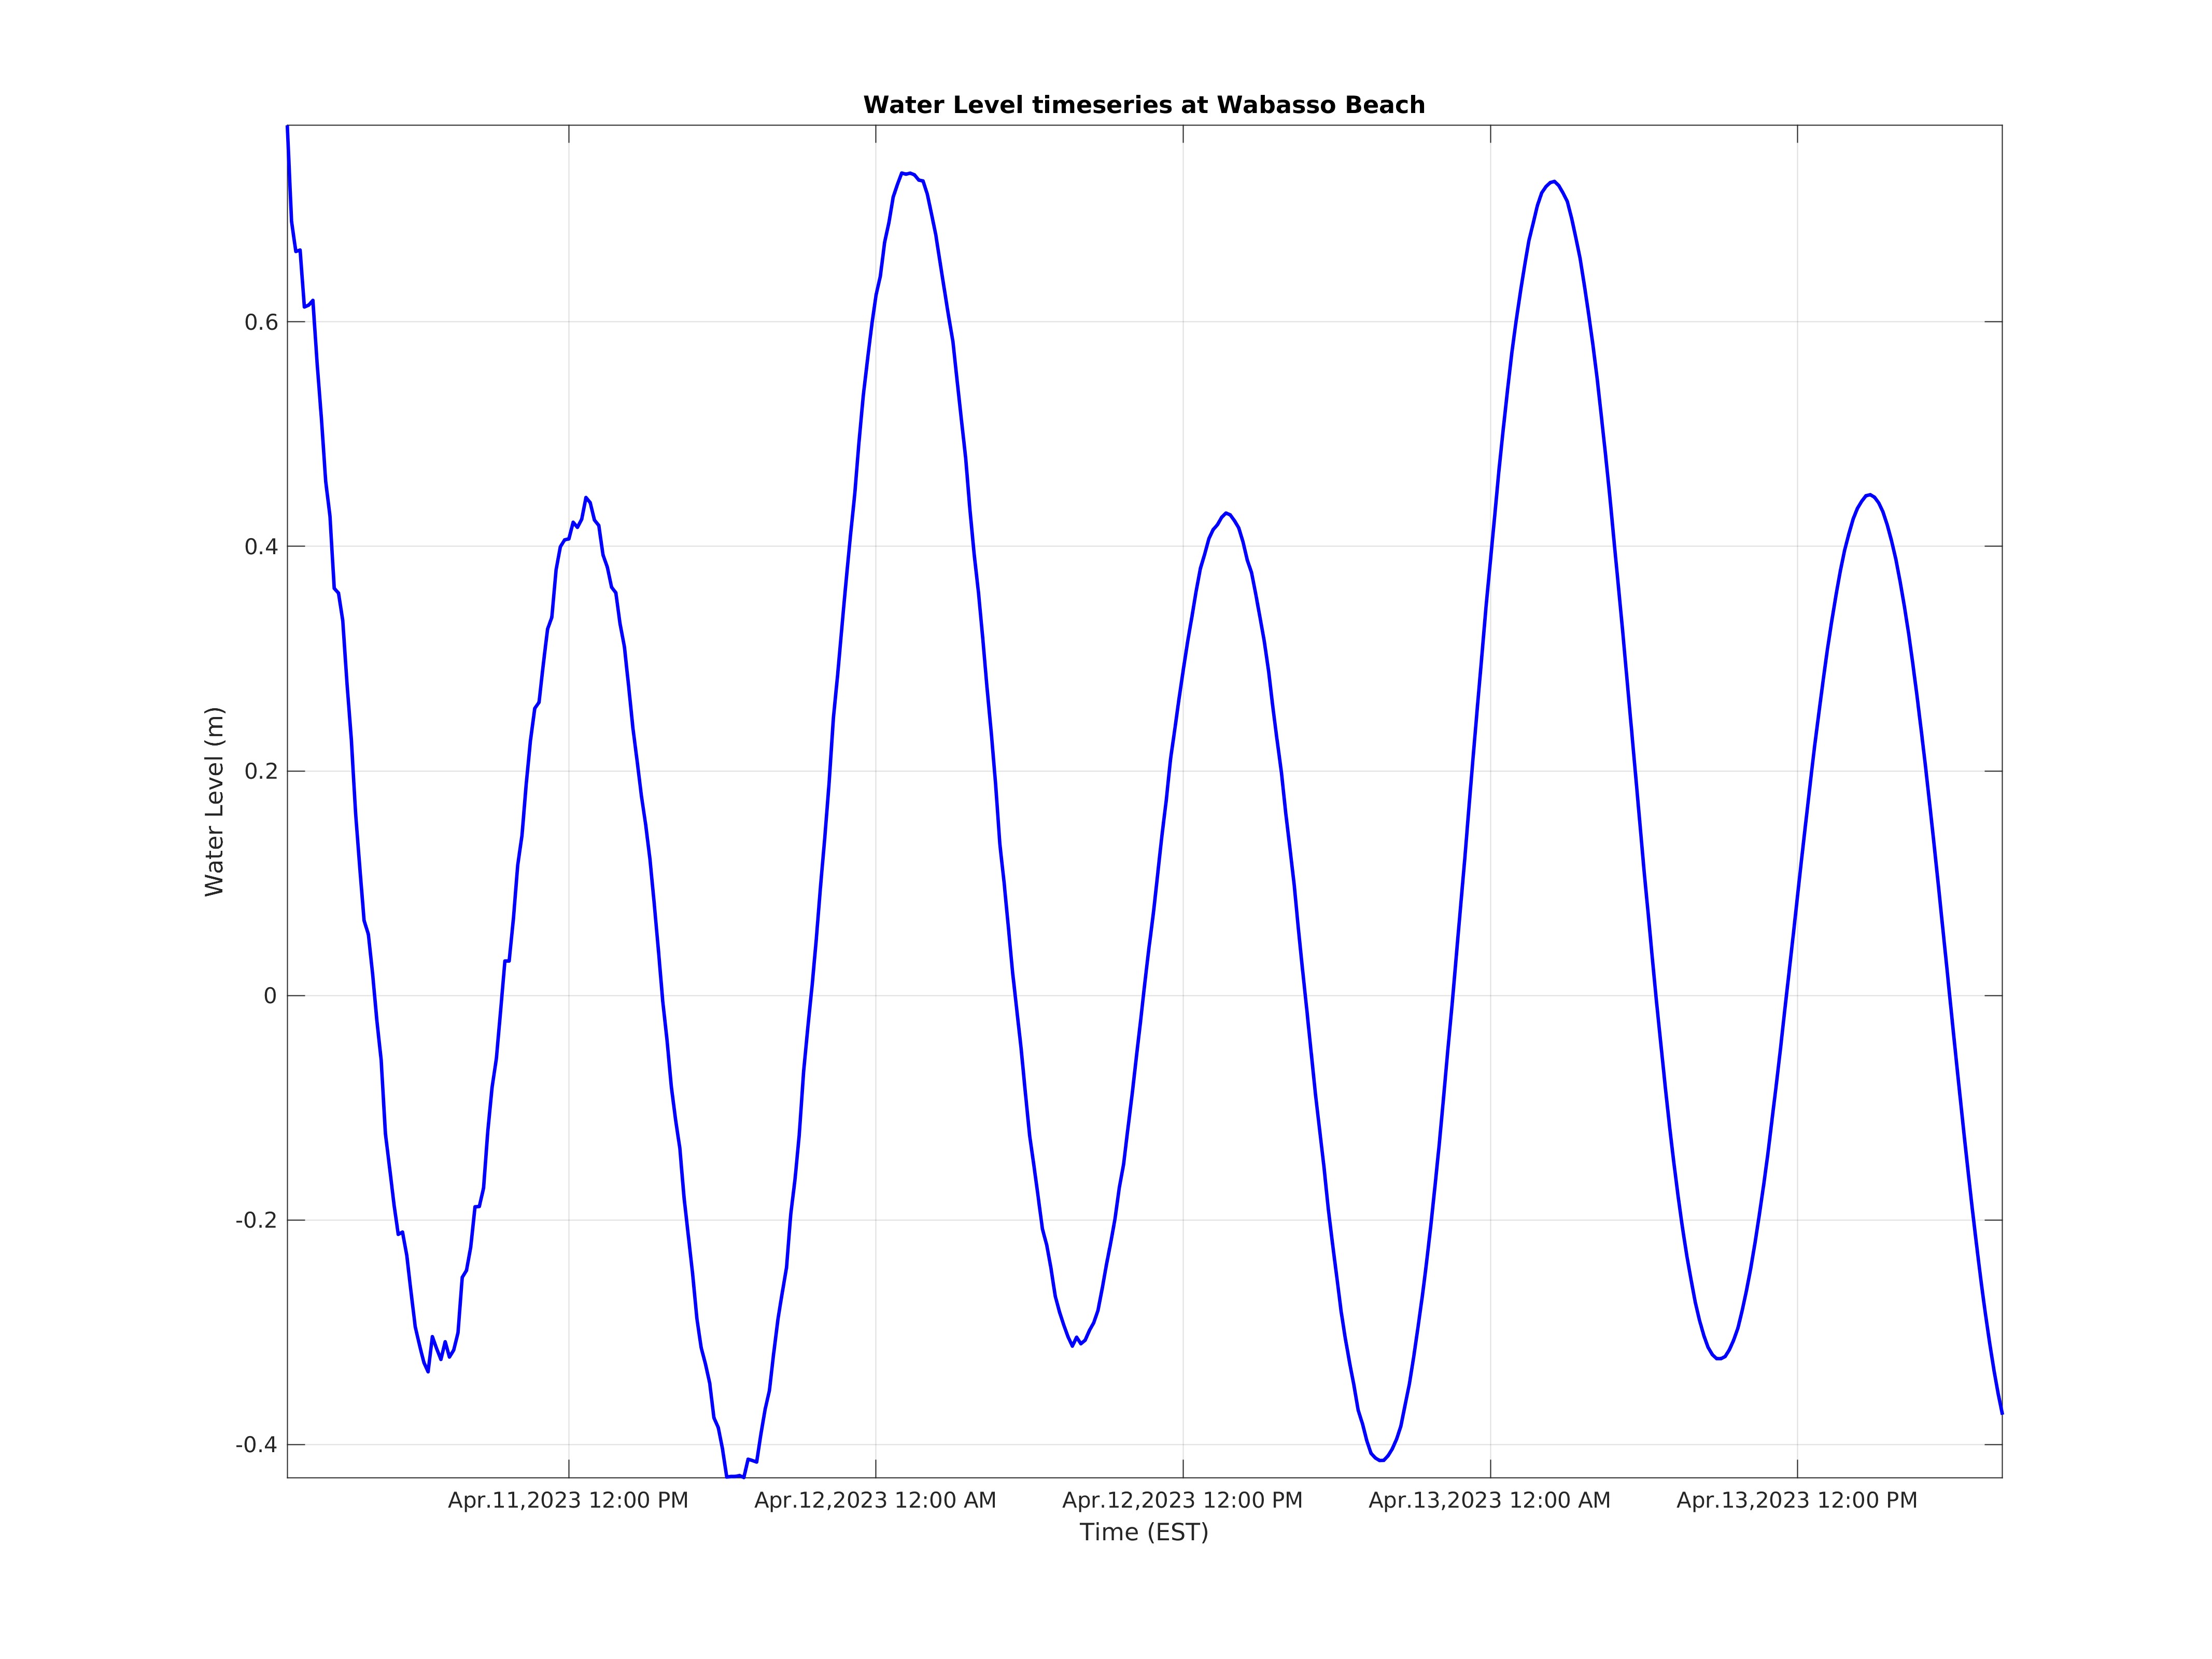 Water Level timeseries at Wabasso Beach
0.6
0.4
0.2
0
-0.2
-0.4
Water Level (m)
Apr.11,2023 12:00 PM
Apr.12,2023 12:00 AM
Apr.12,2023 12:00 PM
Apr.13,2023 12:00 AM
Apr.13,2023 12:00 PM
Time (EST)